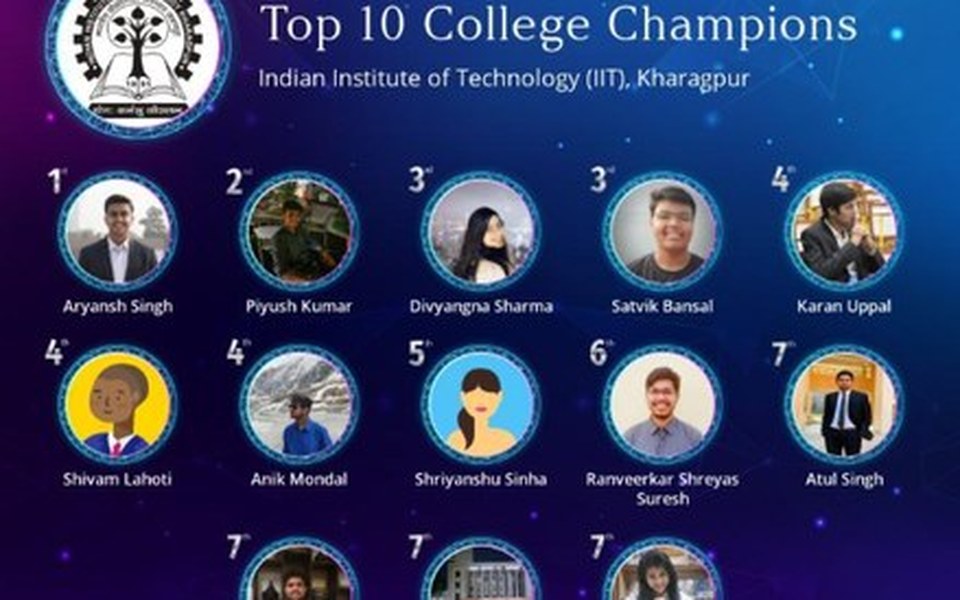 Top 10 College Champions
Indian Institute of Technology (IIT), Kharagpur
1st 2nd 3rd 3rd 4th
Aryansh Singh Piyush Kumar Divyangna Sharma Satvik Bansal Karan Uppal
4th 4th 5th 6th 7th
Shivam Lahoti Anik Mondal Shriyanshu Sinha Ranveerkar Shreyas Atul Singh
Suresh
7th 7th 7th